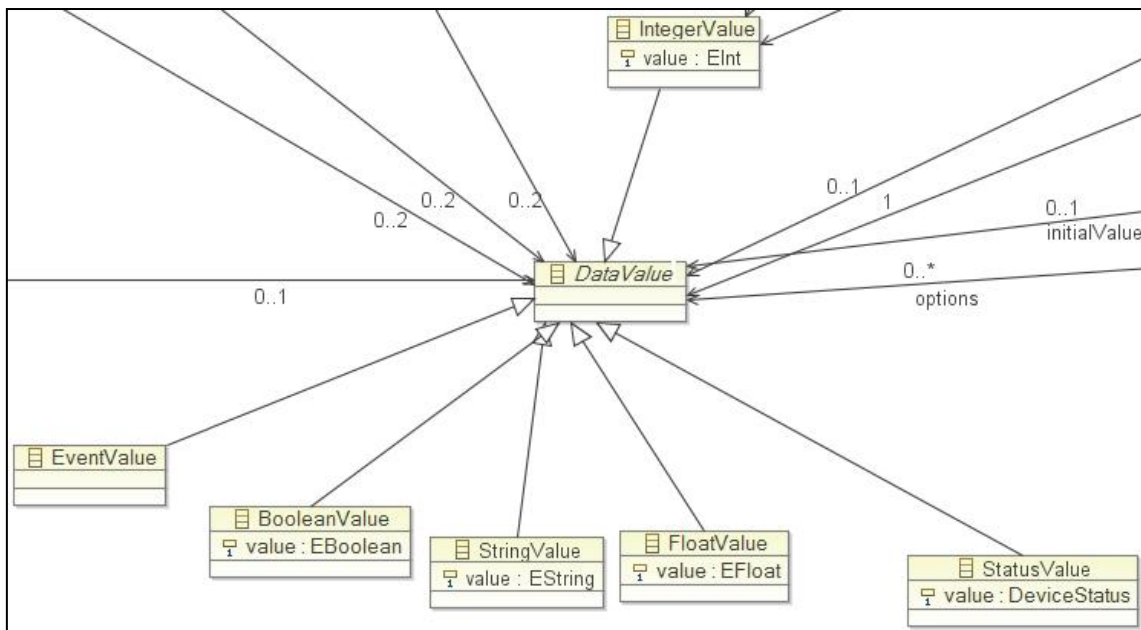 IntegerValue
value : EInt
0..2
0..2
0..2
0..1
1
0..1
initialValue
DataValue
0..*
options
0..1
EventValue
BooleanValue
value : EBoolean
StringValue
value : EString
FloatValue
value : EFloat
StatusValue
value : DeviceStatus